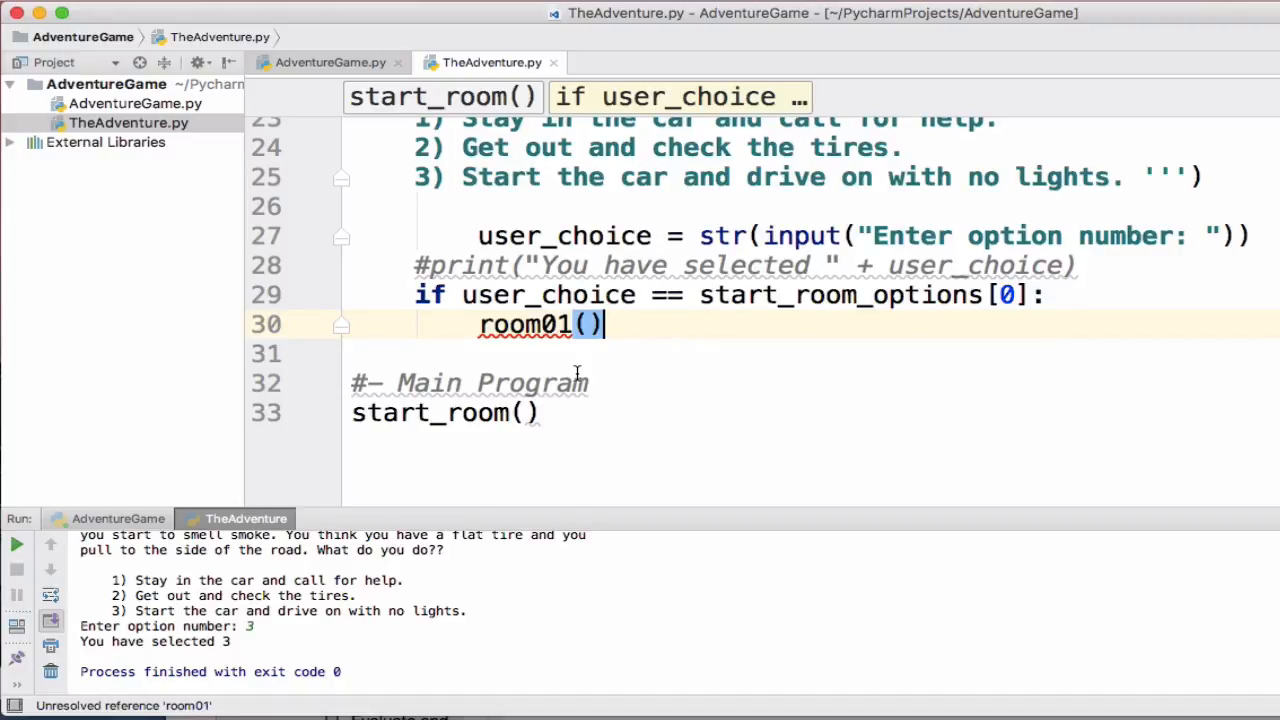 TheAdventure.py - AdventureGame - [~/PycharmProjects/AdventureGame]
AdventureGame TheAdventure.py
Project
AdventureGame.py TheAdventure.py
AdventureGame ~/Pycharm
AdventureGame.py
TheAdventure.py
External Libraries
start_room() if user_choice …
23 1) Stay in the car and call for help.
24 2) Get out and check the tires.
25 3) Start the car and drive on with no lights. ''')
26
27 user_choice = str(input("Enter option number: "))
28 #print("You have selected " + user_choice)
29 if user_choice == start_room_options[0]:
30 room01()
31
32 #– Main Program
33 start_room()
Run: AdventureGame TheAdventure
you start to smell smoke. You think you have a flat tire and you
pull to the side of the road. What do you do??
1) Stay in the car and call for help.
2) Get out and check the tires.
3) Start the car and drive on with no lights.
Enter option number: 3
You have selected 3
Process finished with exit code 0
Unresolved reference 'room01'